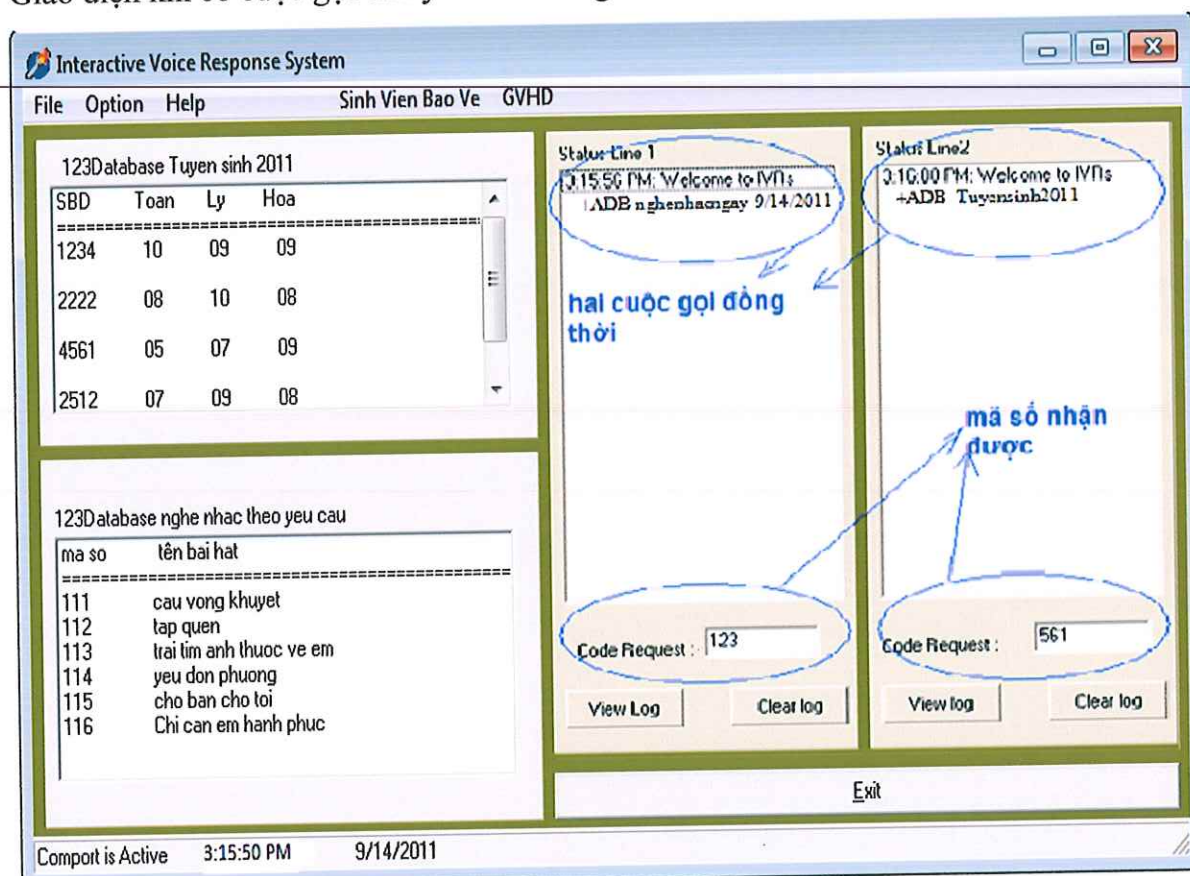 Interactive Voice Response System
File Option Help Sinh Vien Bao Ve GVHD
123Database Tuyen sinh 2011
SBD Toan Ly Hoa
==================================================
1234 10 09 09
2222 08 10 08
4561 05 07 09
2512 07 09 08
123Database nghe nhac theo yeu cau
ma so tên bai hat
==================================================
111 cau vong khuyet
112 tap quen
113 trai tim anh thuoc ve em
114 yeu don phuong
115 cho ban cho toi
116 Chi can em hanh phuc
Status Line 1
3:15:56 PM: Welcome to IVRs
+ADB nghenhacngay 9/14/2011
hai cuộc gọi đồng
thời
Code Request : 123
View Log Clear log
Status Line2
3:16:00 PM: Welcome to IVRs
+ADB Tuyensinh2011
mã số nhận
được
Code Request : 561
View log Clear log
Exit
Comport is Active 3:15:50 PM 9/14/2011